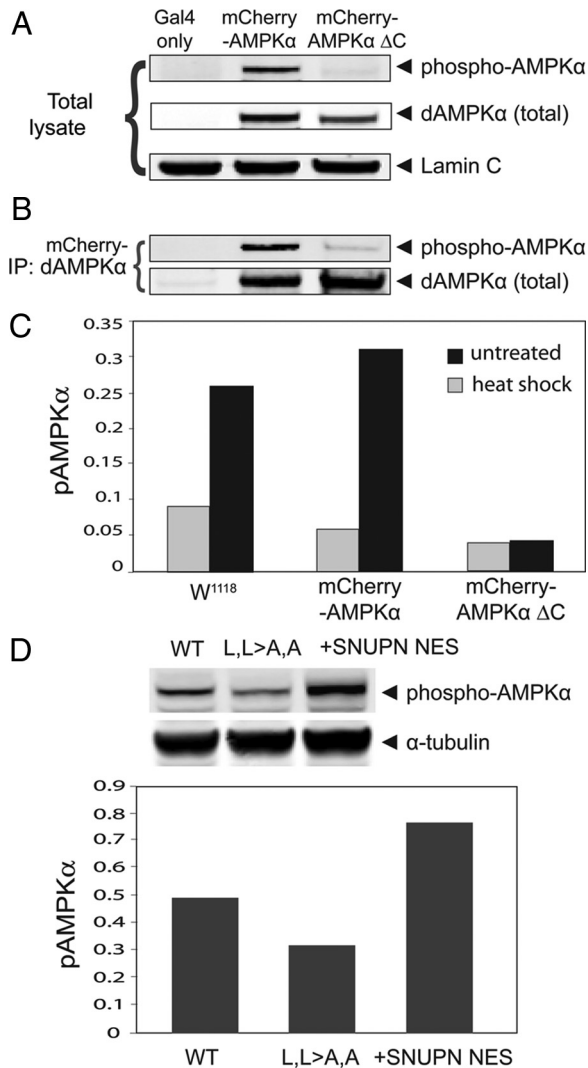 A
Gal4 only
mCherry -AMPKα
mCherry- AMPKα ΔC
Total lysate
◄ phospho-AMPKα
◄ dAMPKα (total)
◄ Lamin C
B
mCherry-
IP: dAMPKα
◄ phospho-AMPKα
◄ dAMPKα (total)
C
0.35
0.3
0.25
0.2
0.15
0.1
0.05
0
pAMPKα
untreated
heat shock
W1118
mCherry -AMPKα
mCherry- AMPKα ΔC
D
WT L,L>A,A +SNUPN NES
◄ phospho-AMPKα
◄ α-tubulin
0.9
0.8
0.7
0.6
0.5
0.4
0.3
0.2
0.1
0
pAMPKα
WT L,L>A,A +SNUPN NES